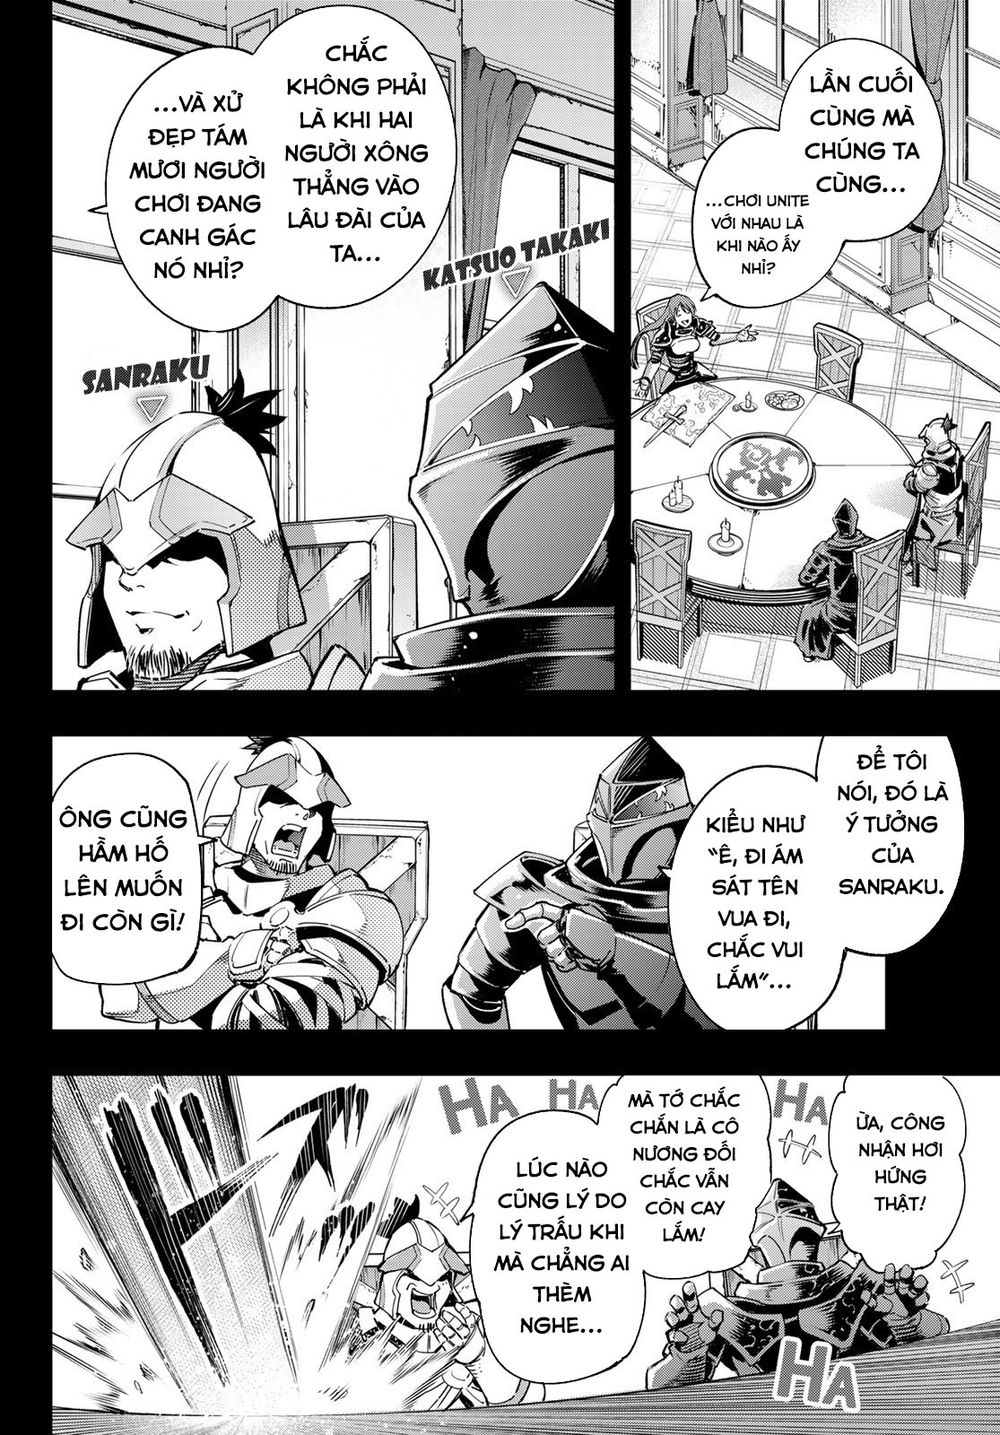 LẦN CUỐI
CÙNG MÀ
CHÚNG TA
CÙNG...
...CHƠI UNITE
VỚI NHAU LÀ
KHI NÀO ẤY
NHỈ?
CHẮC
KHÔNG PHẢI
LÀ KHI HAI
NGƯỜI XÔNG
THẲNG VÀO
LÂU ĐÀI CỦA
TA...
...VÀ XỬ
ĐẸP TÁM
MƯƠI NGƯỜI
CHƠI ĐANG
CANH GÁC
NÓ NHỈ?
KATSUO TAKAKI
SANRAKU
ĐỂ TÔI
NÓI, ĐÓ LÀ
Ý TƯỞNG
CỦA
SANRAKU.
KIỂU NHƯ
"Ê, ĐI ÁM
SÁT TÊN
VUA ĐI,
CHẮC VUI
LẮM"...
ÔNG CŨNG
HẦM HỐ
LÊN MUỐN
ĐI CÒN GÌ!
ỪA, CÔNG
NHẬN HƠI
HỨNG
THẬT!
HA
HA
HA
MÀ TỚ CHẮC
CHẮN LÀ CÔ
NƯƠNG ĐỐI
CHẮC VẪN
CÒN CAY
LẮM!
LÚC NÀO
CŨNG LÝ DO
LÝ TRẤU KHI
MÀ CHẲNG AI
THÈM
NGHE...
HA